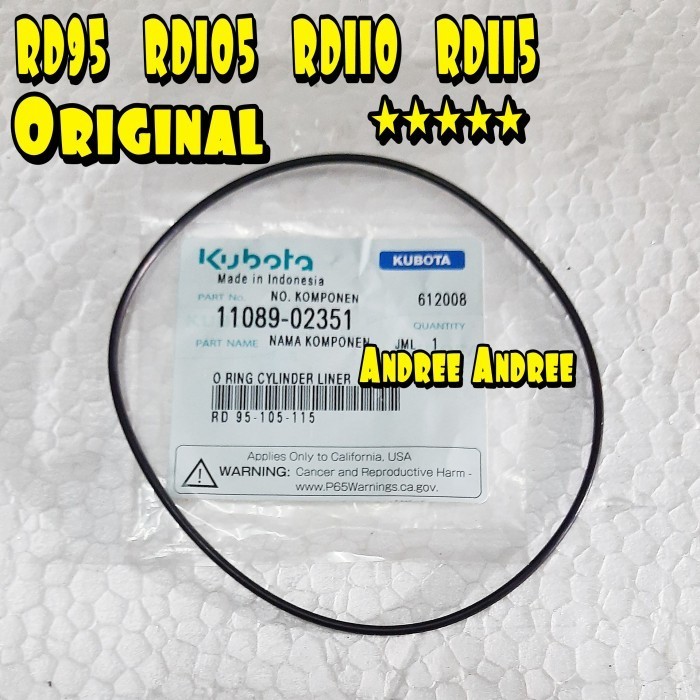 RD95 RD105 RD110 RD115
Original ★★★★★
Kubota KUBOTA
Made in Indonesia
PART No. NO. KOMPONEN 612008
11089-02351 QUANTITY
PART NAME NAMA KOMPONEN JML 1
O RING CYLINDER LINER
Andree Andree
RD 95-105-115
Applies Only to California, USA
WARNING: Cancer and Reproductive Harm -
www.P65Warnings.ca.gov.